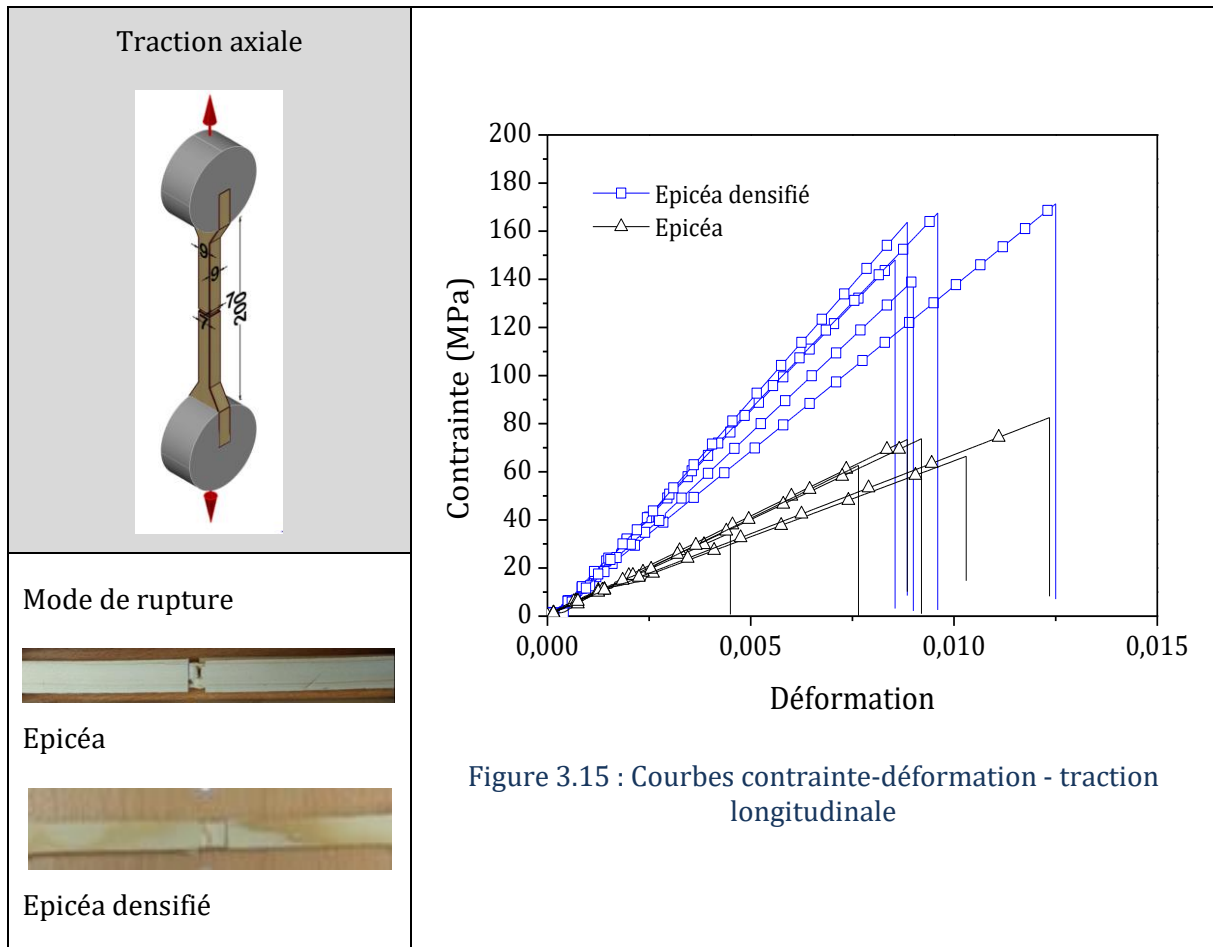 Traction axiale
9
9
10
7
200
Mode de rupture
Epicéa
Epicéa densifié
200
180
160
140
120
100
80
60
40
20
0
Contrainte (MPa)
Epicéa densifié
Epicéa
0,000 0,005 0,010 0,015
Déformation
Figure 3.15 : Courbes contrainte-déformation - traction
longitudinale